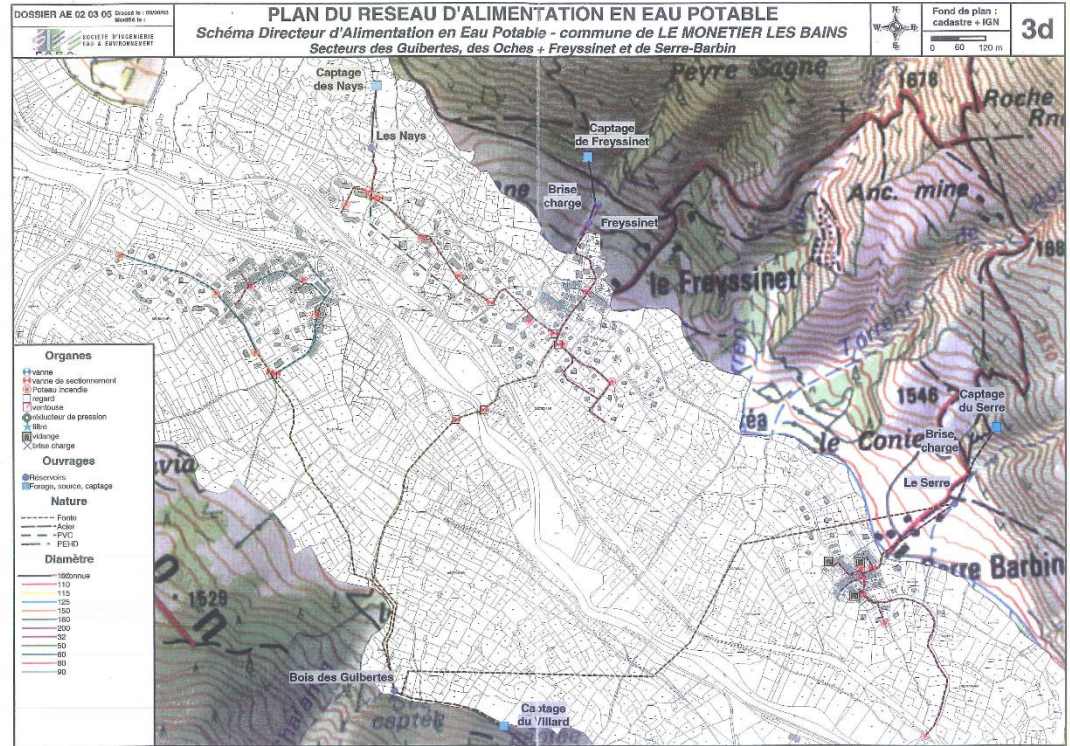 DOSSIER AE 02 03 05
Modifié le :
SOCIETE D'INGENIERIE
EAU & ENVIRONNEMENT
PLAN DU RESEAU D'ALIMENTATION EN EAU POTABLE
Schéma Directeur d'Alimentation en Eau Potable - commune de LE MONETIER LES BAINS
Secteurs des Guibertes, des Oches + Freyssinet et de Serre-Barbin
N
W
E
S
Fond de plan :
cadastre + IGN
0 60 120 m
3d
Captage
des Nays
Les Nays
Peyre Sagne
1678
Roche
Captage
de Freyssinet
Brise
charge
Freyssinet
Anc. mine
le Freyssinet
Torrent
1546
Captage
du Serre
le Conie
Brise
charge
Le Serre
Barbin
1529
Bois des Guibertes
captée
Captage
du Villard
Organes
vanne
vanne de sectionnement
Poteau incendie
regard
ventouse
réducteur de pression
filtre
vidange
brise charge
Ouvrages
Réservoirs
Forage, source, captage
Nature
Fonte
Acier
PVC
PEHD
Diamètre
110
115
125
150
160
200
32
50
60
80
90